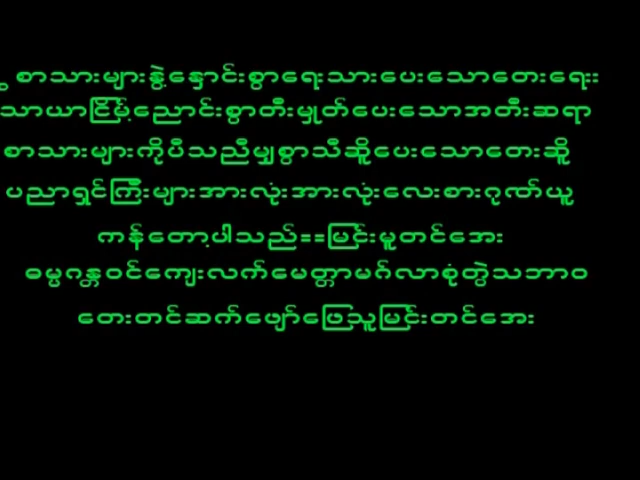 စာသားများနွဲ့နှောင်းစွာရေးသားပေးသောတေးရေး
သာယာငြိမ့်ညောင်းစွာတီးမှုတ်ပေးသောအတီးဆရာ
စာသားများကိုပီသညီမျှစွာသီဆိုပေးသောတေးဆို
ပညာရှင်ကြီးများအားလုံးအားလုံးလေးစားဂုဏ်ယူ
ကန်တော့ပါသည်==မြင်းမူတင်အေး
ဓမ္မဂန္တဝင်ကျေးလက်မေတ္တာမဂ်လာစုံတွဲသဘာဝ
တေးတင်ဆက်ဖျော်ဖြေသူမြင်းတင်အေး